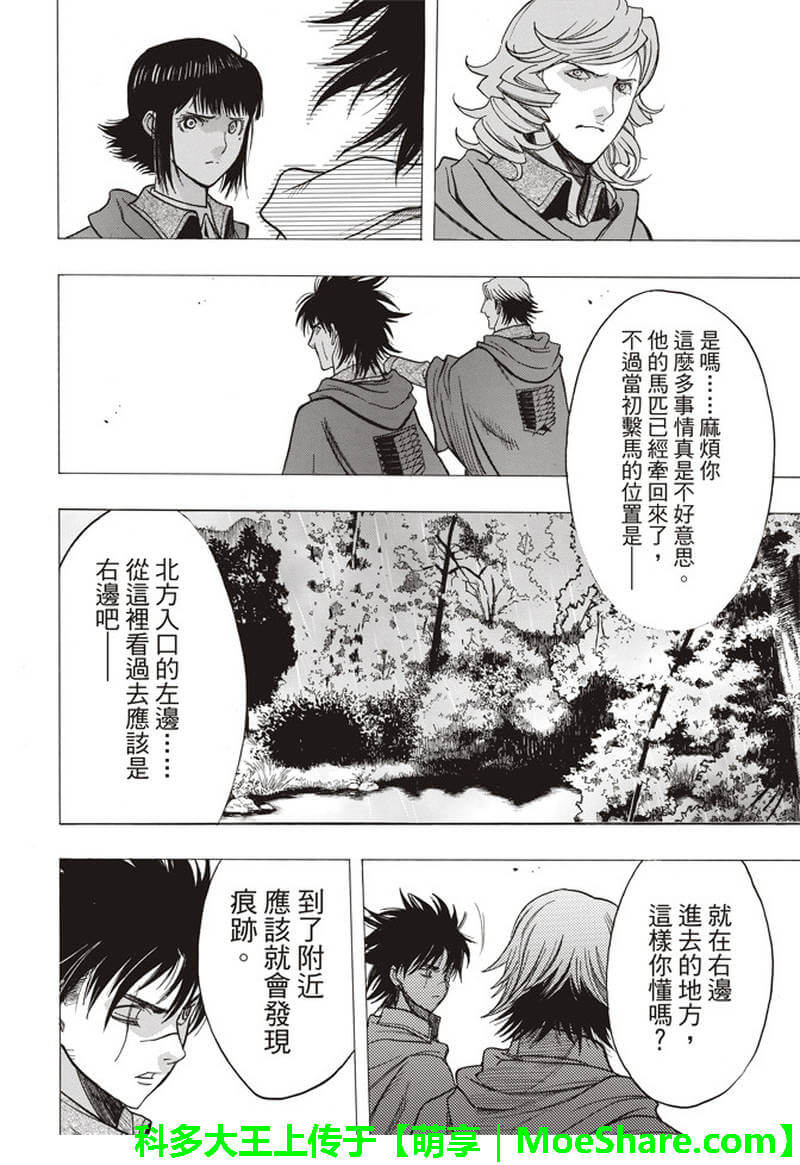 是嗎……麻煩你
這麼多事情真是不好意思。
他的馬匹已經牽回來了，
不過當初繫馬的位置是——
北方入口的左邊……
從這裡看過去應該是
右邊吧——
就在右邊
進去的地方，
這樣你懂嗎？
到了附近
應該就會發現
痕跡。
科多大王上传于【萌享 | MoeShare.com】